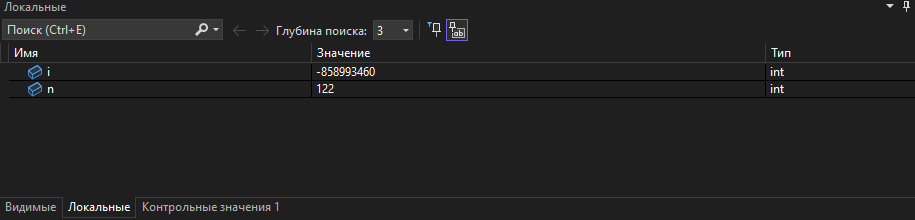 Локальные
Поиск (Ctrl+E) Глубина поиска: 3
Имя Значение Тип
i -858993460 int
n 122 int
Видимые Локальные Контрольные значения 1